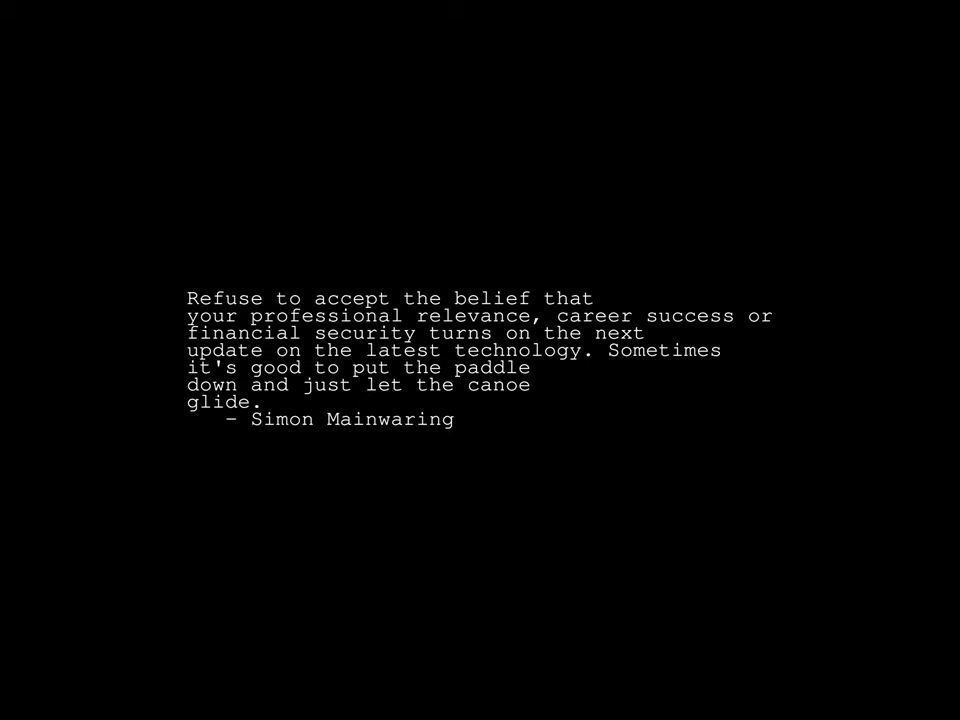 Refuse to accept the belief that
your professional relevance, career success or
financial security turns on the next
update on the latest technology. Sometimes
it's good to put the paddle
down and just let the canoe
glide.
– Simon Mainwaring